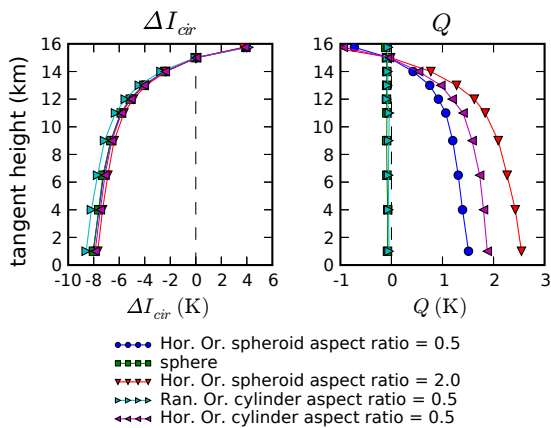 ΔI_cir Q
tangent height (km)
16 16
14 14
12 12
10 10
8 8
6 6
4 4
2 2
0 0
-10 -8 -6 -4 -2 0 2 4 6 -1 0 1 2 3
ΔI_cir (K) Q (K)
Hor. Or. spheroid aspect ratio = 0.5
sphere
Hor. Or. spheroid aspect ratio = 2.0
Ran. Or. cylinder aspect ratio = 0.5
Hor. Or. cylinder aspect ratio = 0.5